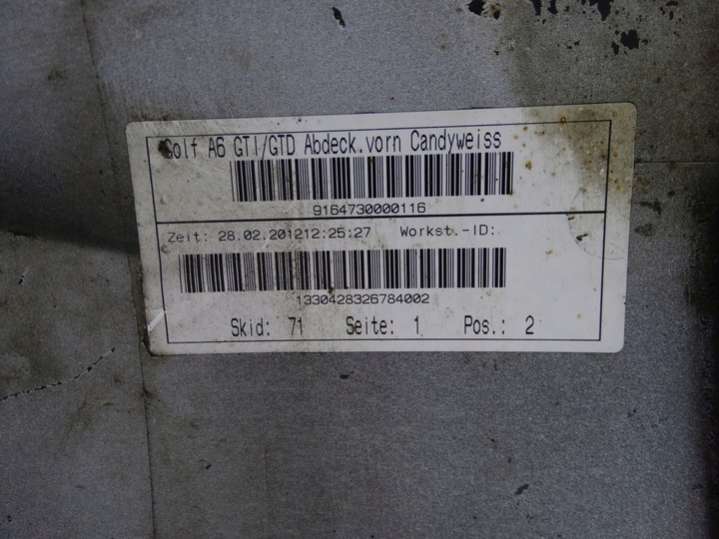 Golf A6 GTI/GTD Abdeck.vorn Candyweiss
9164730000116
Zeit: 28.02.201212:25:27 Workst.-ID:
1330428326784002
Skid: 71 Seite: 1 Pos.: 2